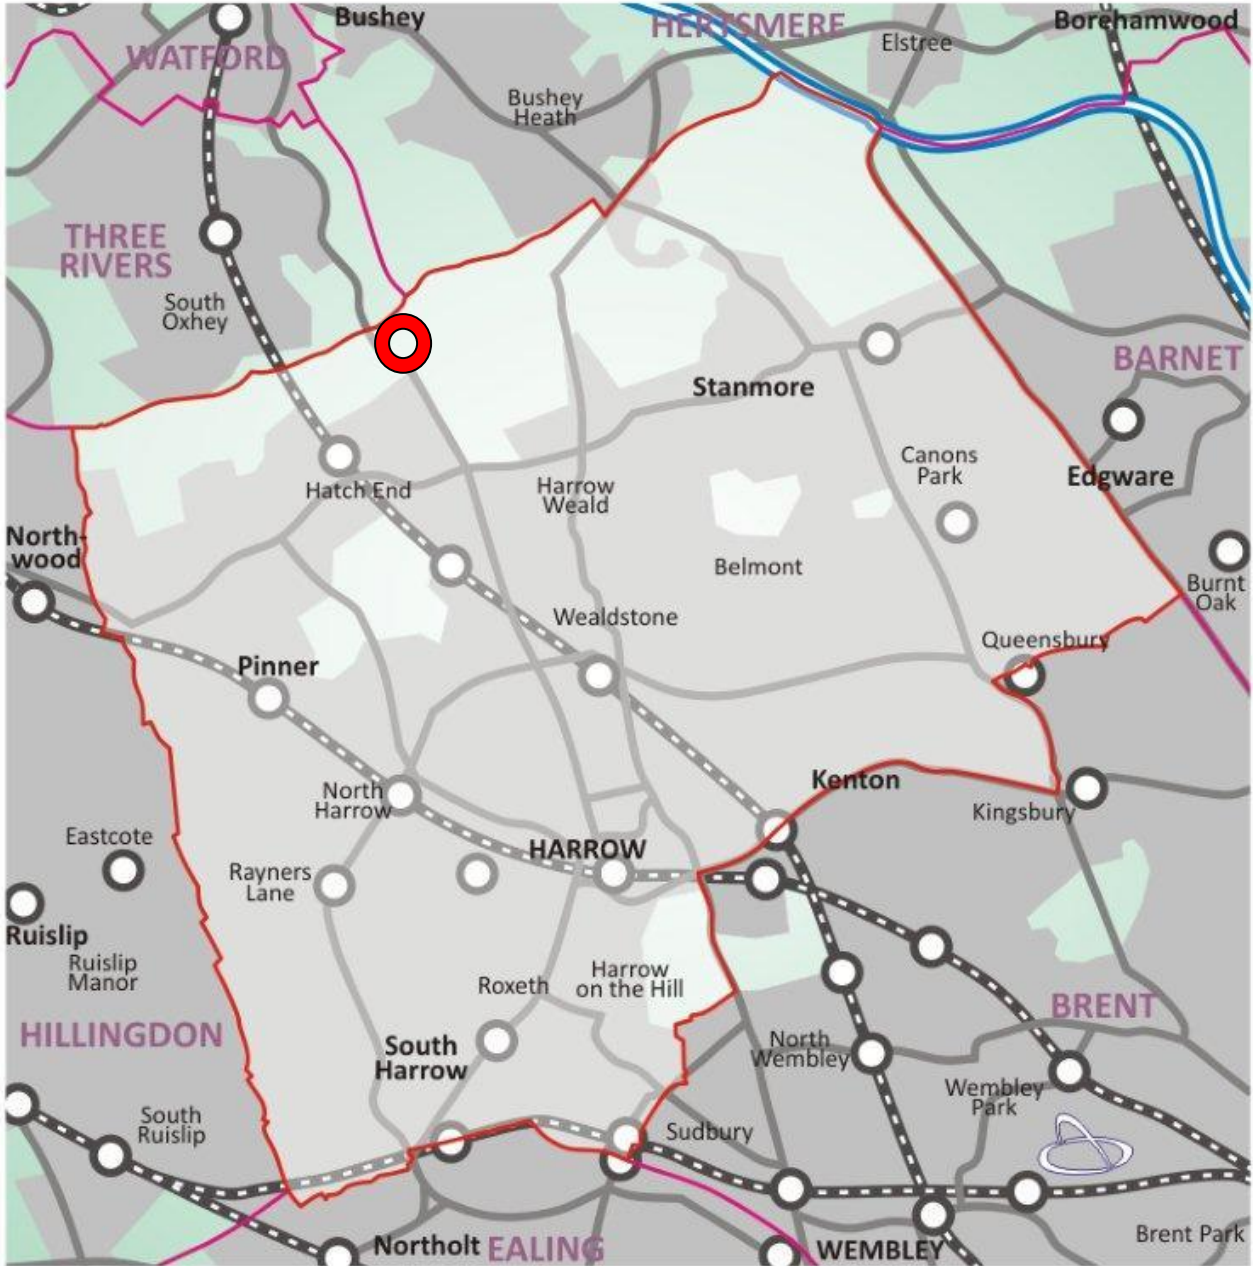 Bushey
HERTSMERE
Borehamwood
WATFORD
Elstree
Bushey
Heath
THREE
RIVERS
South
Oxhey
BARNET
Stanmore
Canons
Park
Edgware
Hatch End
Harrow
Weald
North-
wood
Belmont
Burnt
Oak
Wealdstone
Queensbury
Pinner
Kenton
North
Harrow
Kingsbury
Eastcote
HARROW
Rayners
Lane
Ruislip
Ruislip
Manor
Harrow
on the Hill
Roxeth
BRENT
HILLINGDON
South
Harrow
North
Wembley
Wembley
Park
South
Ruislip
Sudbury
Brent Park
Northolt
EALING
WEMBLEY